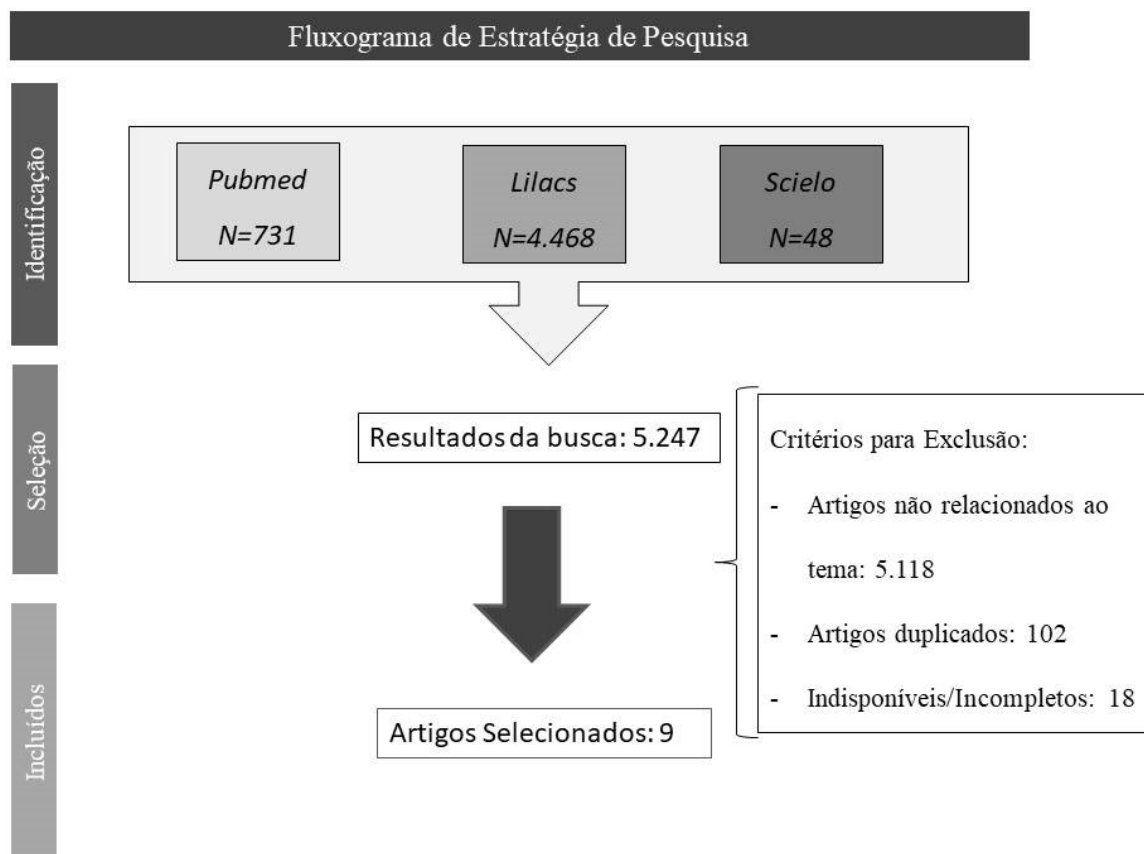 Fluxograma de Estratégia de Pesquisa
Identificação
Pubmed
N=731
Lilacs
N=4.468
Scielo
N=48
Seleção
Resultados da busca: 5.247
Critérios para Exclusão:
- Artigos não relacionados ao
tema: 5.118
- Artigos duplicados: 102
- Indisponíveis/Incompletos: 18
Incluídos
Artigos Selecionados: 9